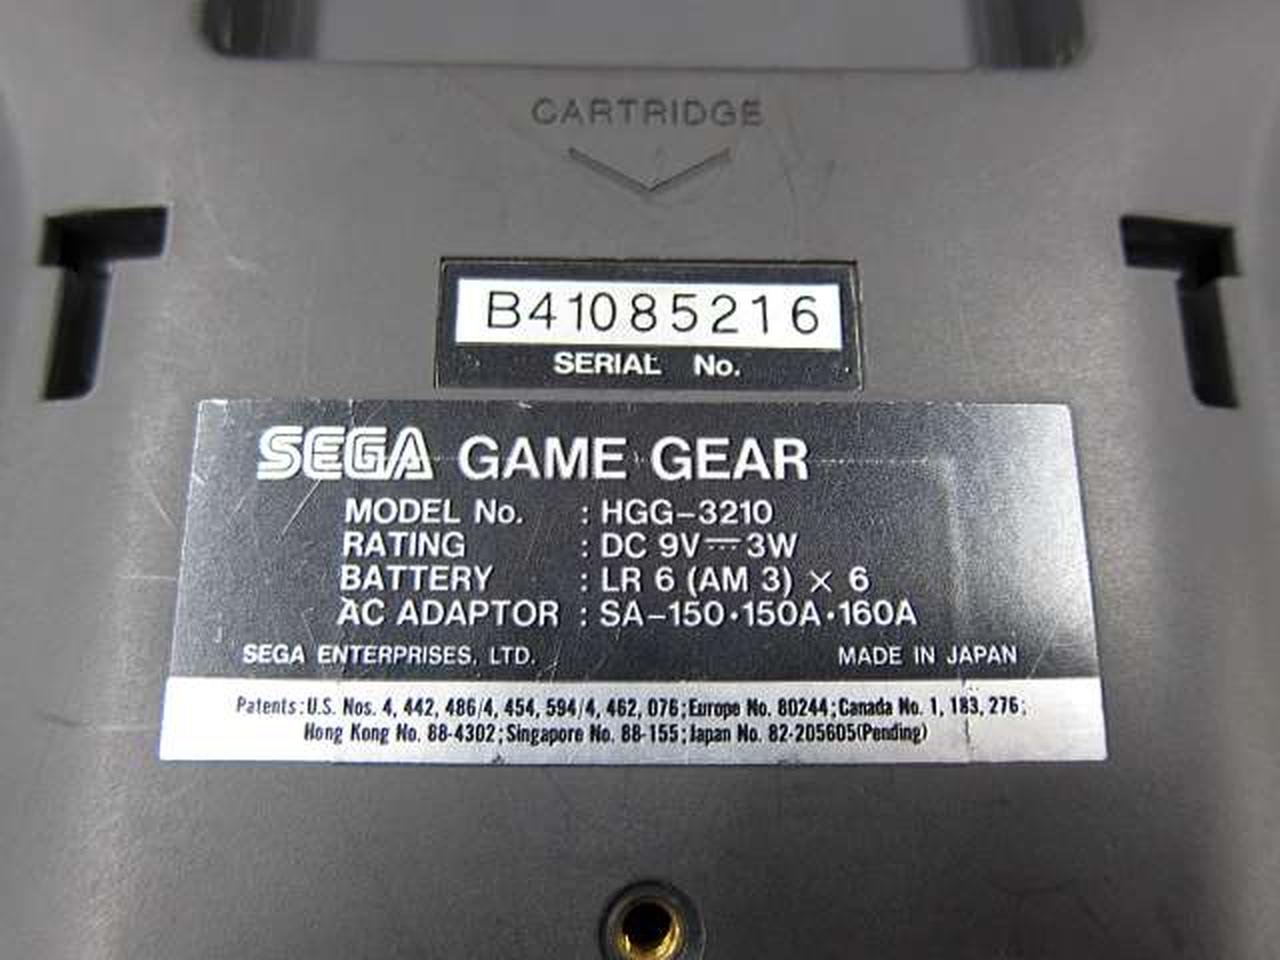 CARTRIDGE
B41085216
SERIAL No.
SEGA GAME GEAR
MODEL No. : HGG-3210
RATING : DC 9V⎓3W
BATTERY : LR 6 (AM 3) × 6
AC ADAPTOR : SA-150·150A·160A
SEGA ENTERPRISES, LTD. MADE IN JAPAN
Patents: U.S. Nos. 4, 442, 486/4, 454, 594/4, 462, 076; Europe No. 80244; Canada No. 1, 183, 276;
Hong Kong No. 88-4302; Singapore No. 88-155; Japan No. 82-205605(Pending)